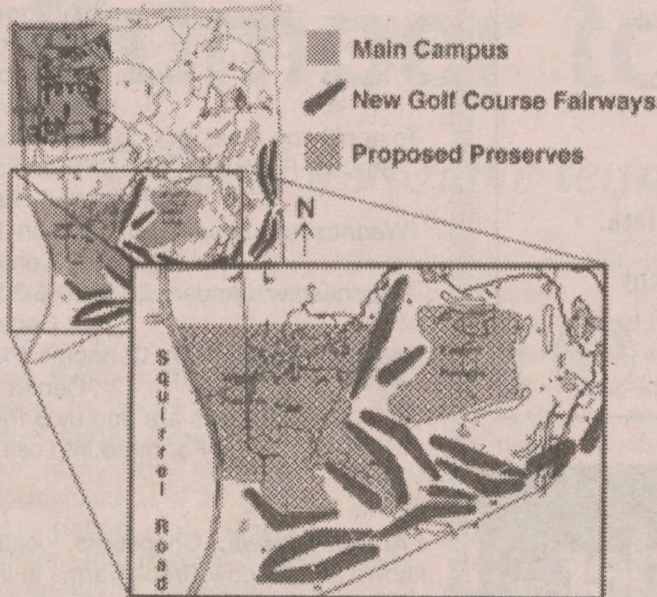 Main Campus
New Golf Course Fairways
Proposed Preserves
N
Squirrel Road